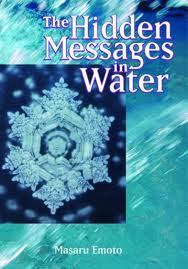 The Hidden
Messages
in
Water
Masaru Emoto